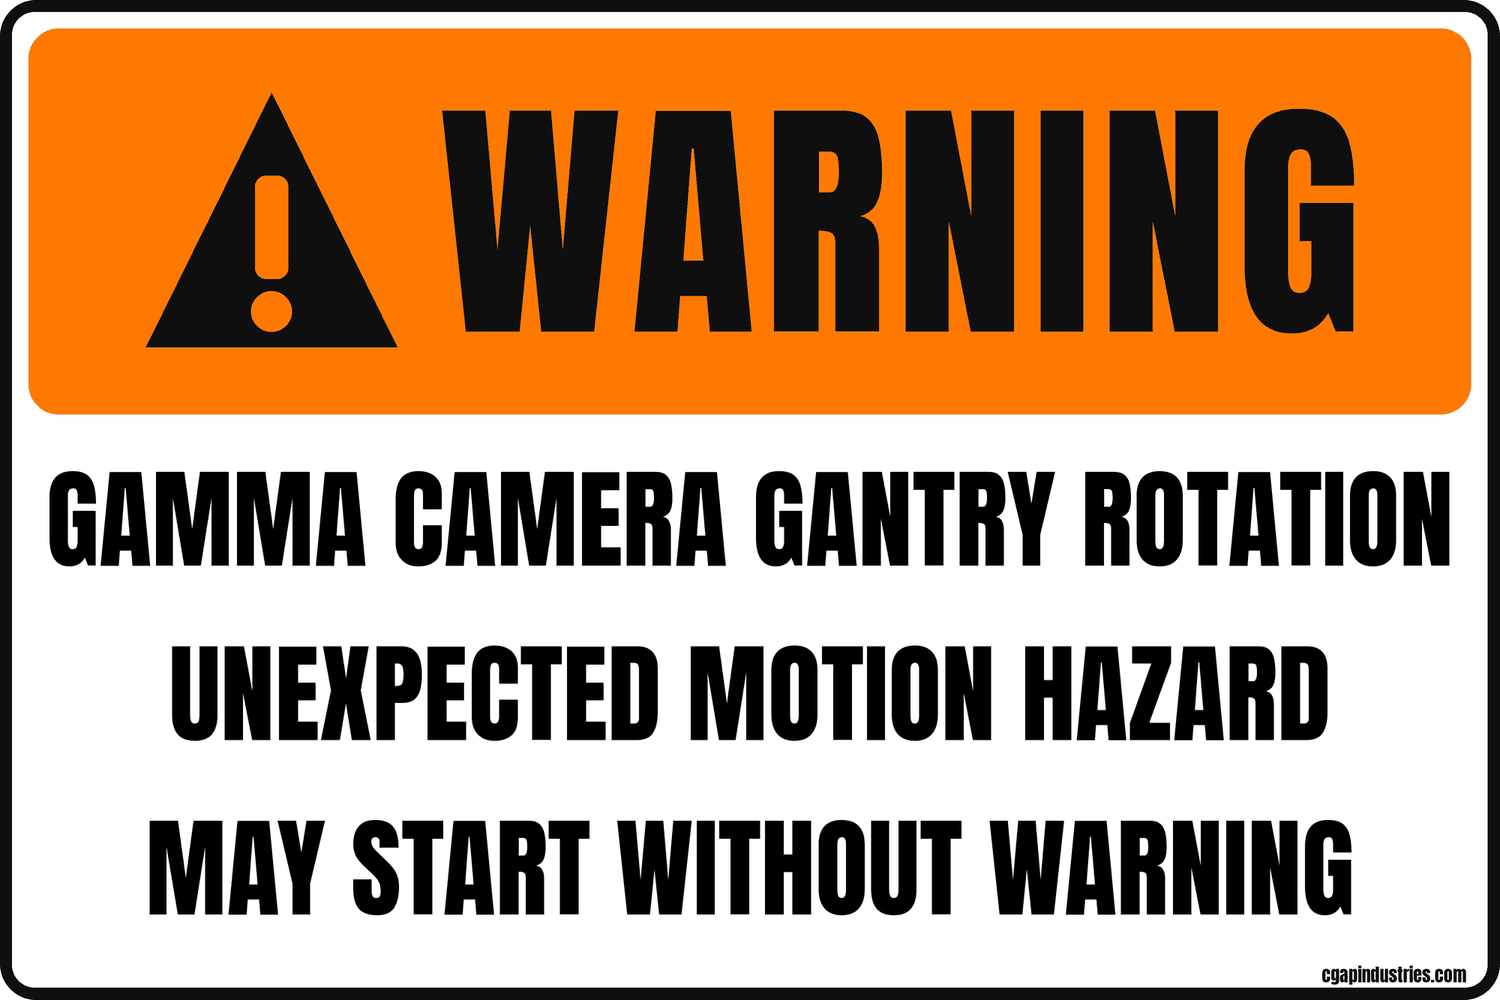 WARNING
GAMMA CAMERA GANTRY ROTATION
UNEXPECTED MOTION HAZARD
MAY START WITHOUT WARNING
cgapindustries.com